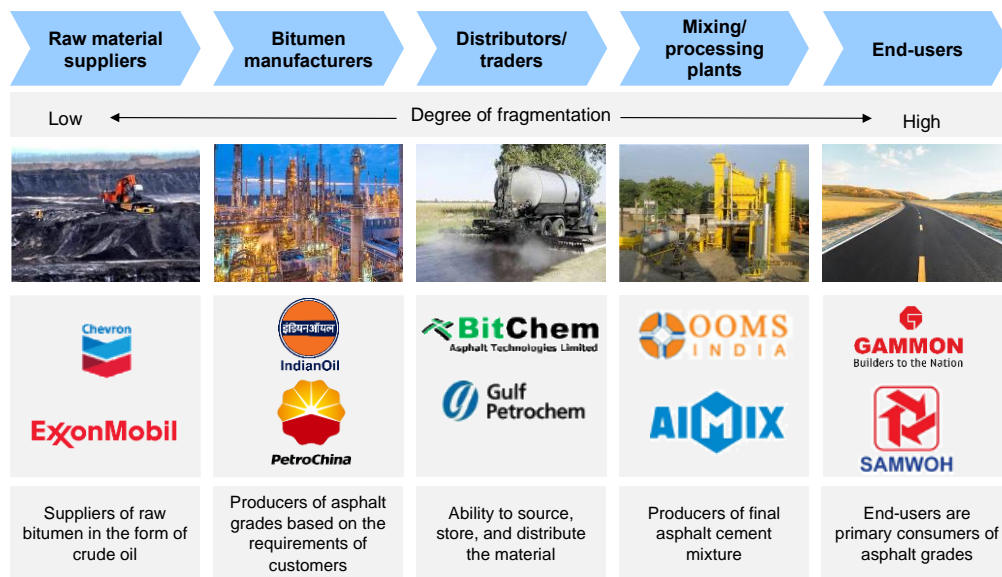 Raw material
suppliers
Bitumen
manufacturers
Distributors/
traders
Mixing/
processing
plants
End-users
Low
Degree of fragmentation
High
Chevron
ExxonMobil
इंडियनऑयल
IndianOil
PetroChina
BitChem
Asphalt Technologies Limited
Gulf
Petrochem
OOMS
INDIA
AIMIX
GAMMON
Builders to the Nation
SAMWOH
Suppliers of raw
bitumen in the form of
crude oil
Producers of asphalt
grades based on the
requirements of
customers
Ability to source,
store, and distribute
the material
Producers of final
asphalt cement
mixture
End-users are
primary consumers of
asphalt grades